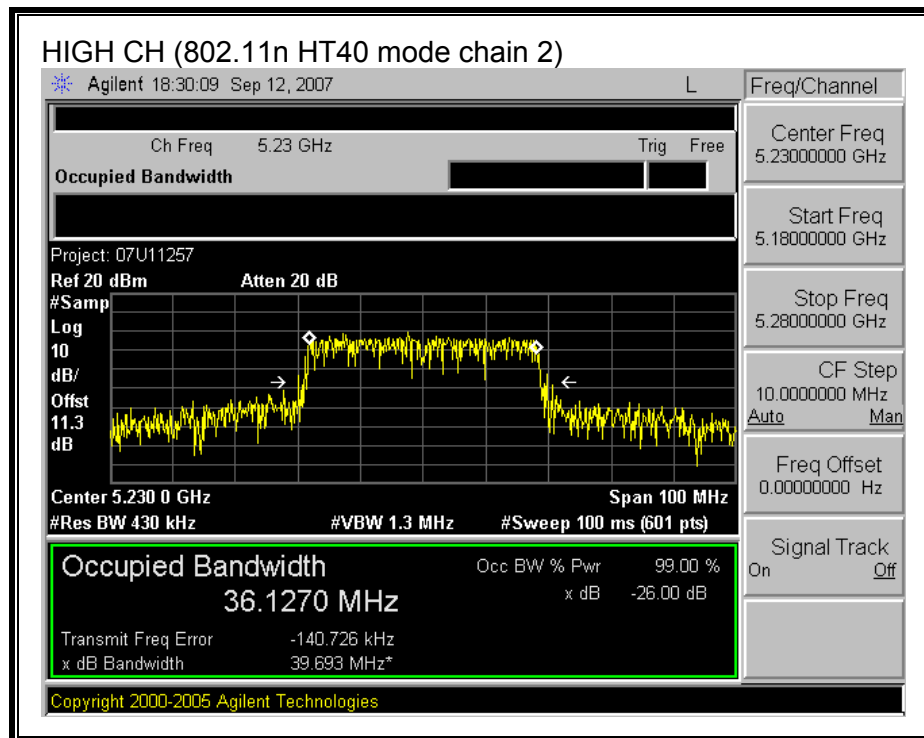 HIGH CH (802.11n HT40 mode chain 2)
Agilent 18:30:09 Sep 12, 2007 L
Freq/Channel
Ch Freq 5.23 GHz Trig Free
Occupied Bandwidth
Center Freq
5.23000000 GHz
Start Freq
5.18000000 GHz
Stop Freq
5.28000000 GHz
CF Step
10.0000000 MHz
Auto Man
Freq Offset
0.00000000 Hz
Signal Track
On Off
Project: 07U11257
Ref 20 dBm Atten 20 dB
#Samp
Log
10
dB/
Offst
11.3
dB
Center 5.230 0 GHz Span 100 MHz
#Res BW 430 kHz #VBW 1.3 MHz #Sweep 100 ms (601 pts)
Occupied Bandwidth
36.1270 MHz
Occ BW % Pwr 99.00 %
x dB -26.00 dB
Transmit Freq Error -140.726 kHz
x dB Bandwidth 39.693 MHz*
Copyright 2000-2005 Agilent Technologies